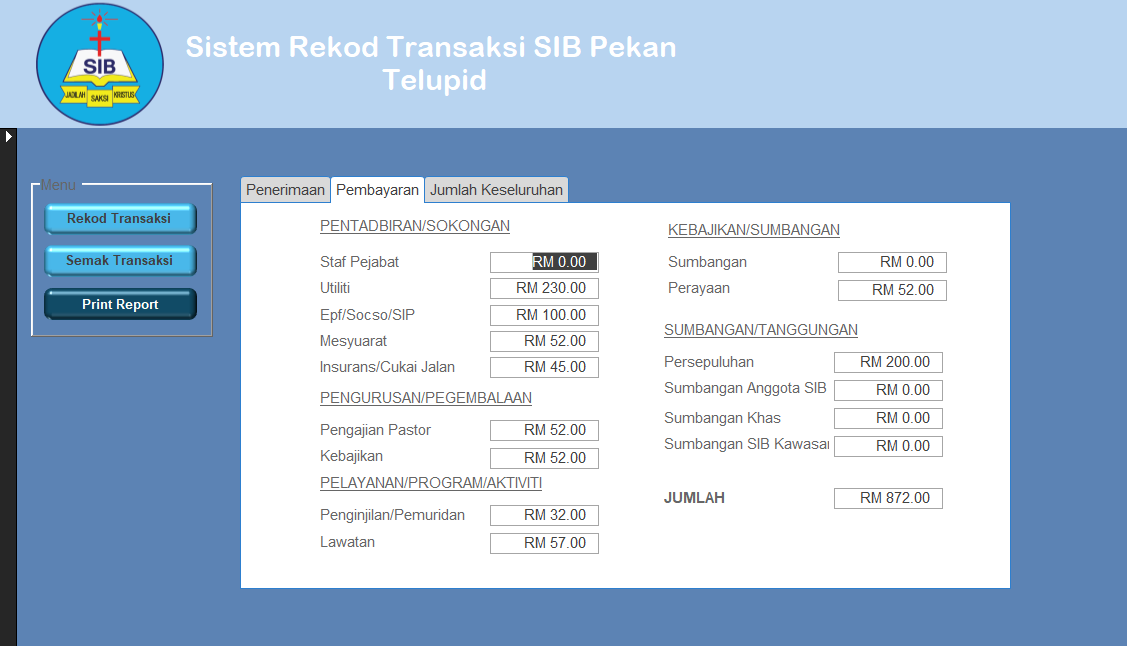 SIB
JADILAH SAKSI KRISTUS
Sistem Rekod Transaksi SIB Pekan
Telupid
Menu
Rekod Transaksi
Semak Transaksi
Print Report
Penerimaan Pembayaran Jumlah Keseluruhan
PENTADBIRAN/SOKONGAN
Staf Pejabat RM 0.00
Utiliti RM 230.00
Epf/Socso/SIP RM 100.00
Mesyuarat RM 52.00
Insurans/Cukai Jalan RM 45.00
PENGURUSAN/PEGEMBALAAN
Pengajian Pastor RM 52.00
Kebajikan RM 52.00
PELAYANAN/PROGRAM/AKTIVITI
Penginjilan/Pemuridan RM 32.00
Lawatan RM 57.00
KEBAJIKAN/SUMBANGAN
Sumbangan RM 0.00
Perayaan RM 52.00
SUMBANGAN/TANGGUNGAN
Persepuluhan RM 200.00
Sumbangan Anggota SIB RM 0.00
Sumbangan Khas RM 0.00
Sumbangan SIB Kawasan RM 0.00
JUMLAH RM 872.00